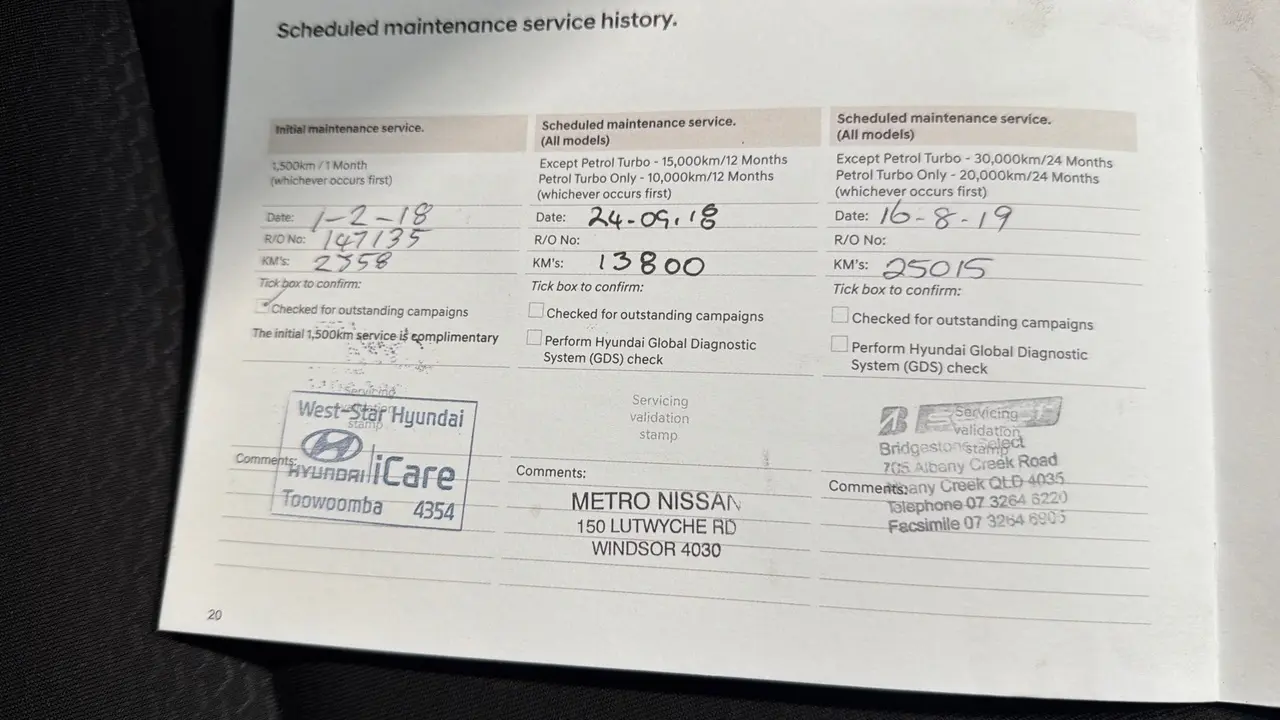 Scheduled maintenance service history.
Initial maintenance service.
1,500km / 1 Month
(whichever occurs first)
Date: 1-2-18
R/O No: 147135
KM's: 2358
Tick box to confirm:
Checked for outstanding campaigns
The initial 1,500km service is complimentary
Servicing
stamp
West-Star Hyundai
HYUNDAI iCare
Toowoomba 4354
Comments:
Scheduled maintenance service.
(All models)
Except Petrol Turbo - 15,000km/12 Months
Petrol Turbo Only - 10,000km/12 Months
(whichever occurs first)
Date: 24-09.18
R/O No:
KM's: 13800
Tick box to confirm:
Checked for outstanding campaigns
Perform Hyundai Global Diagnostic
System (GDS) check
Servicing
validation
stamp
Comments:
METRO NISSAN
150 LUTWYCHE RD
WINDSOR 4030
Scheduled maintenance service.
(All models)
Except Petrol Turbo - 30,000km/24 Months
Petrol Turbo Only - 20,000km/24 Months
(whichever occurs first)
Date: 16-8-19
R/O No:
KM's: 25015
Tick box to confirm:
Checked for outstanding campaigns
Perform Hyundai Global Diagnostic
System (GDS) check
Servicing
validation
stamp
Bridgestone Select
705 Albany Creek Road
Comments:
Albany Creek QLD 4035
Telephone 07 3264 6220
Facsimile 07 3264 6905
20